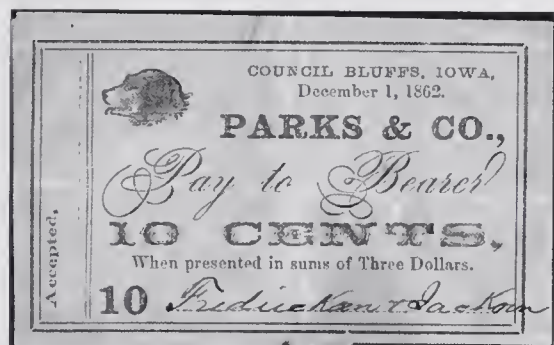 COUNCIL BLUFFS, IOWA,
December 1, 1862.
PARKS & CO.,
Pay to Bearer
10 CENTS,
When presented in sums of Three Dollars.
10
Accepted,